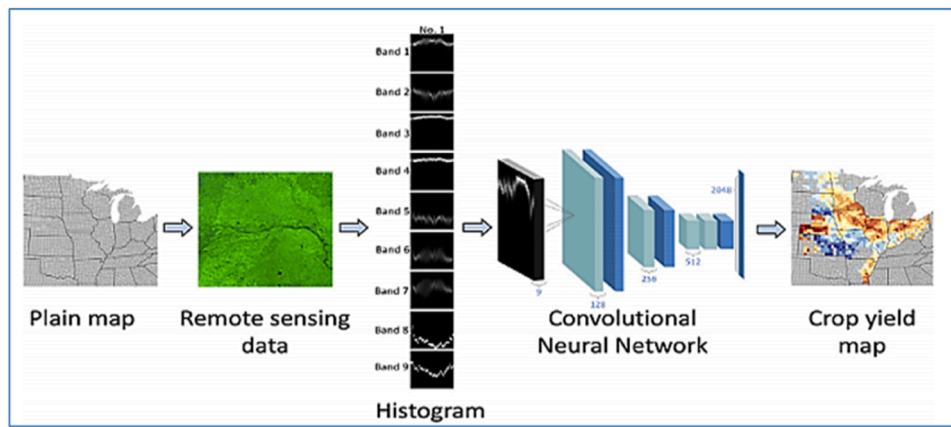 No. 1
Band 1
Band 2
Band 3
Band 4
Band 5
Band 6
Band 7
Band 8
Band 9
Histogram
Plain map
Remote sensing
data
9
128
256
512
2048
Convolutional
Neural Network
Crop yield
map